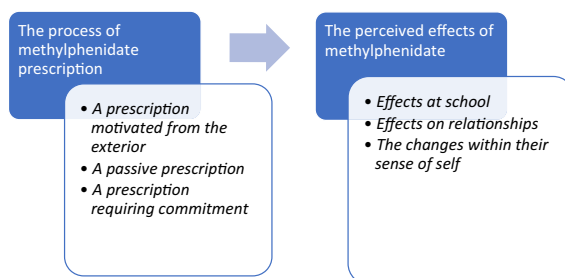 The process of
methylphenidate
prescription
• A prescription
motivated from the
exterior
• A passive prescription
• A prescription
requiring commitment
The perceived effects of
methylphenidate
• Effects at school
• Effects on relationships
• The changes within their
sense of self